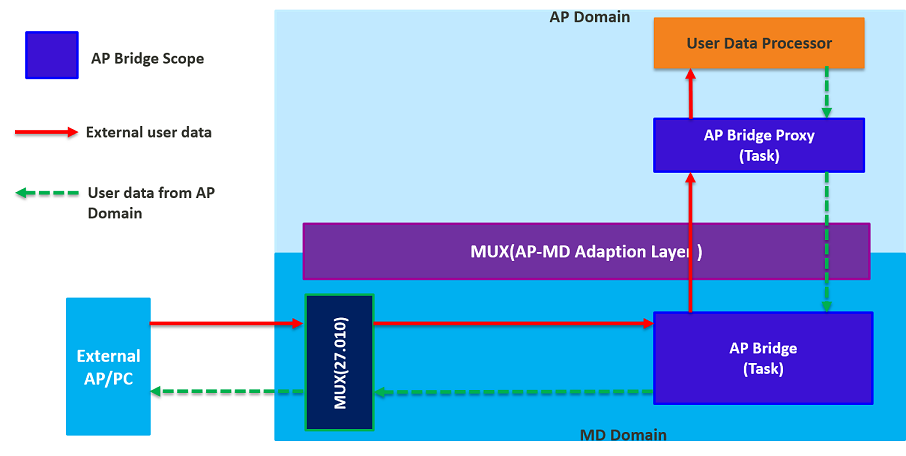 AP Domain
User Data Processor
AP Bridge Scope
External user data
AP Bridge Proxy
(Task)
User data from AP
Domain
MUX(AP-MD Adaption Layer )
External
AP/PC
MUX(27.010)
AP Bridge
(Task)
MD Domain